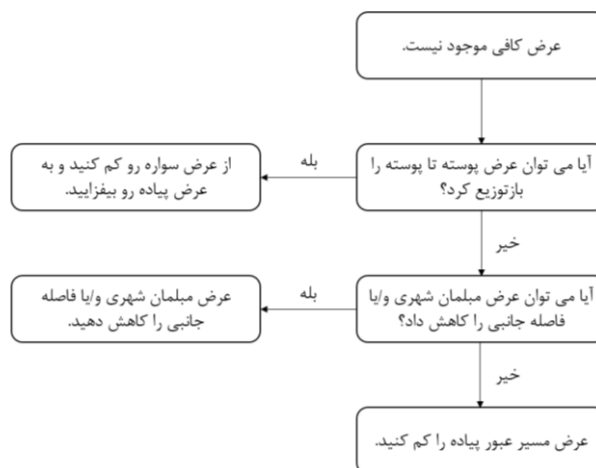 عرض کافی موجود نیست.
آیا می توان عرض پوسته تا پوسته را
بازتوزیع کرد؟
بله
از عرض سواره رو کم کنید و به
عرض پیاده رو بیفزایید.
خیر
آیا می توان عرض مبلمان شهری و/یا
فاصله جانبی را کاهش داد؟
بله
عرض مبلمان شهری و/یا فاصله
جانبی را کاهش دهید.
خیر
عرض مسیر عبور پیاده را کم کنید.